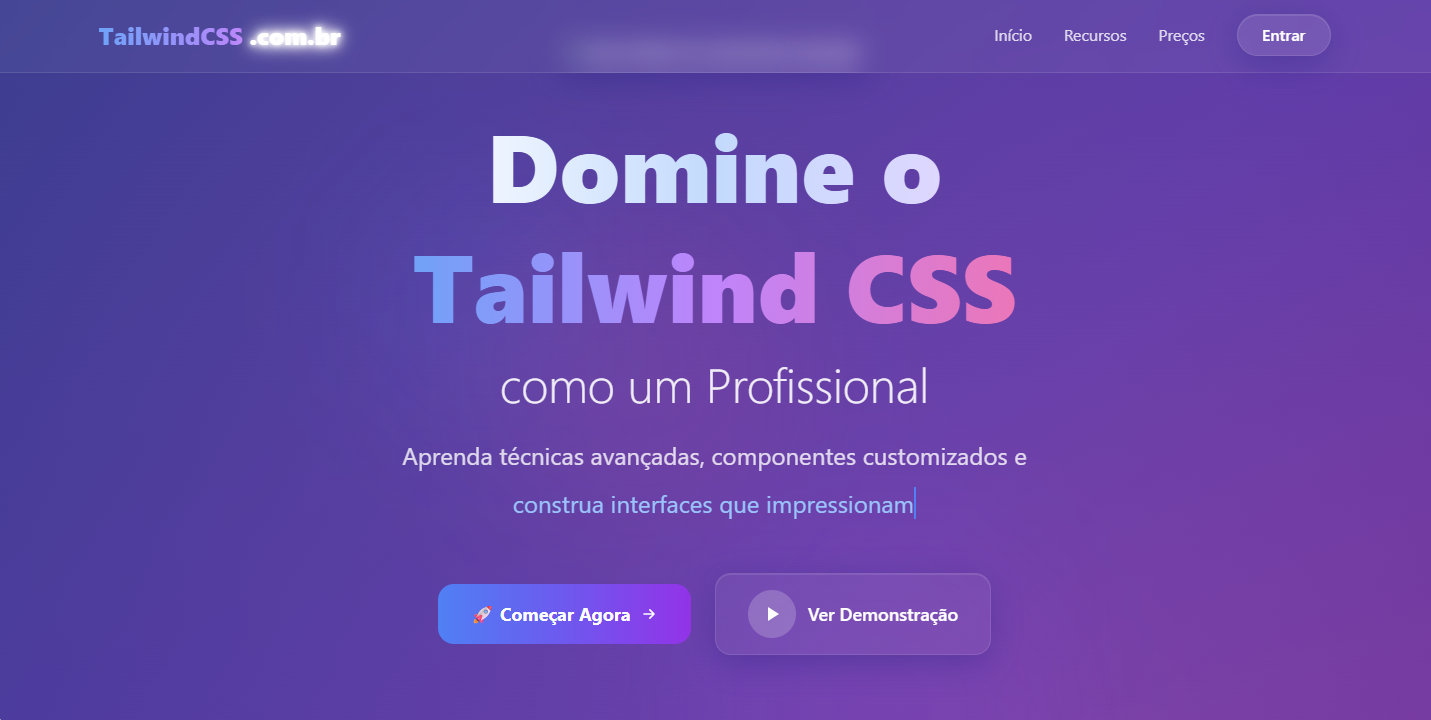 TailwindCSS .com.br
Início
Recursos
Preços
Entrar
Domine o
Tailwind CSS
como um Profissional
Aprenda técnicas avançadas, componentes customizados e
construa interfaces que impressionam
🚀 Começar Agora →
Ver Demonstração